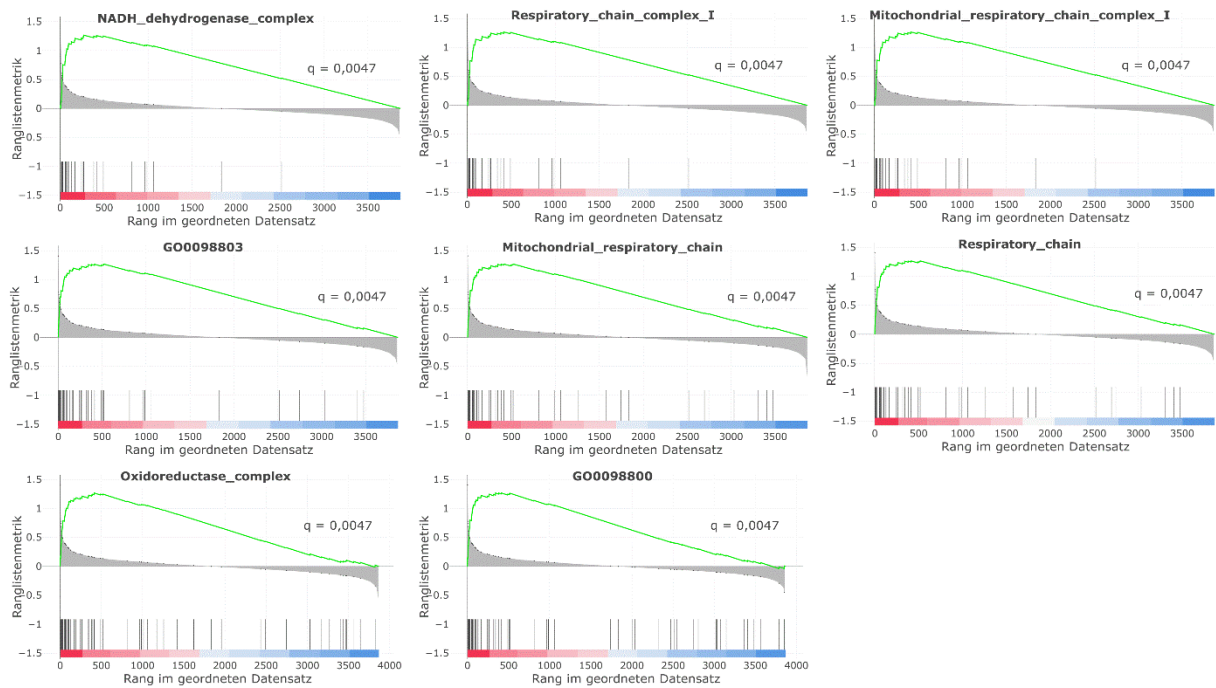 NADH_dehydrogenase_complex
Ranglistenmetrik
1.5
1
0.5
0
−0.5
−1
−1.5
q = 0,0047
0 500 1000 1500 2000 2500 3000 3500
Rang im geordneten Datensatz
Respiratory_chain_complex_I
Ranglistenmetrik
1.5
1
0.5
0
−0.5
−1
−1.5
q = 0,0047
0 500 1000 1500 2000 2500 3000 3500
Rang im geordneten Datensatz
Mitochondrial_respiratory_chain_complex_I
Ranglistenmetrik
1.5
1
0.5
0
−0.5
−1
−1.5
q = 0,0047
0 500 1000 1500 2000 2500 3000 3500
Rang im geordneten Datensatz
GO0098803
Ranglistenmetrik
1.5
1
0.5
0
−0.5
−1
−1.5
q = 0,0047
0 500 1000 1500 2000 2500 3000 3500
Rang im geordneten Datensatz
Mitochondrial_respiratory_chain
Ranglistenmetrik
1.5
1
0.5
0
−0.5
−1
−1.5
q = 0,0047
0 500 1000 1500 2000 2500 3000 3500
Rang im geordneten Datensatz
Respiratory_chain
Ranglistenmetrik
1.5
1
0.5
0
−0.5
−1
−1.5
q = 0,0047
0 500 1000 1500 2000 2500 3000 3500
Rang im geordneten Datensatz
Oxidoreductase_complex
Ranglistenmetrik
1.5
1
0.5
0
−0.5
−1
−1.5
q = 0,0047
0 500 1000 1500 2000 2500 3000 3500 4000
Rang im geordneten Datensatz
GO0098800
Ranglistenmetrik
1.5
1
0.5
0
−0.5
−1
−1.5
q = 0,0047
0 500 1000 1500 2000 2500 3000 3500 4000
Rang im geordneten Datensatz